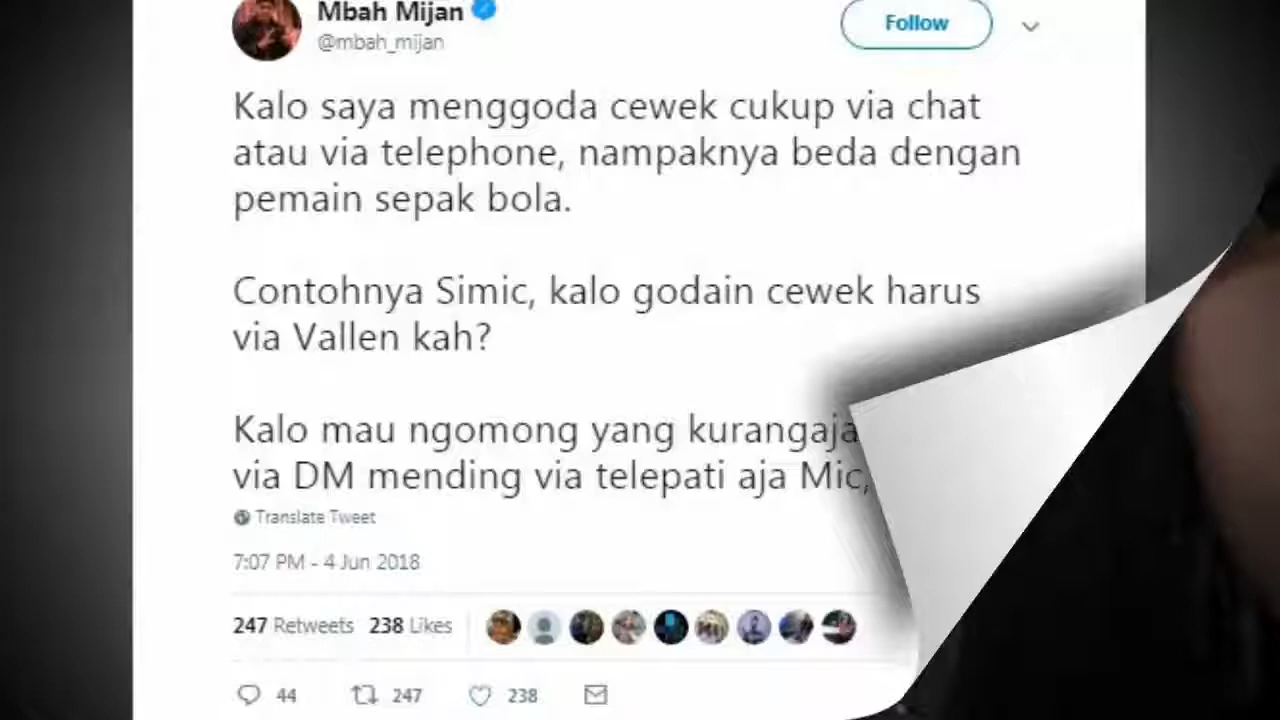 Mbah Mijan
@mbah_mijan
Follow
Kalo saya menggoda cewek cukup via chat
atau via telephone, nampaknya beda dengan
pemain sepak bola.
Contohnya Simic, kalo godain cewek harus
via Vallen kah?
Kalo mau ngomong yang
via DM mending via telepati aja Mic,
Translate Tweet
7:07 PM - 4 Jun 2018
247 Retweets 238 Likes
44 247 238